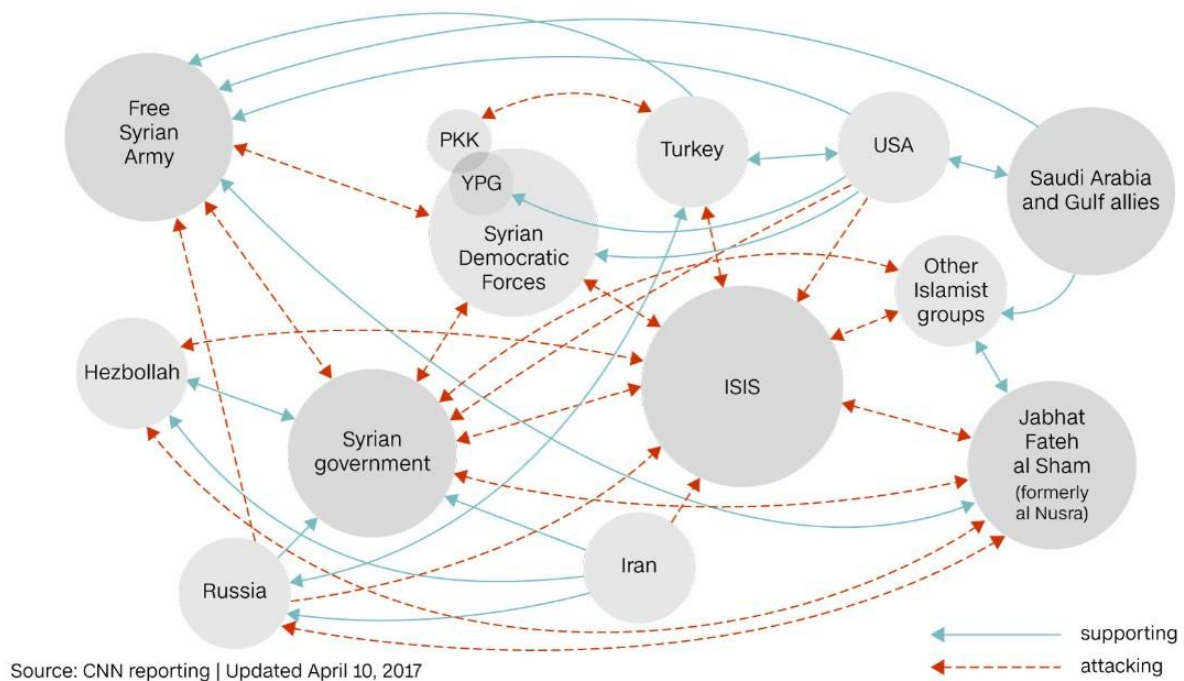 Free
Syrian
Army
PKK
YPG
Syrian
Democratic
Forces
Turkey
USA
Saudi Arabia
and Gulf allies
Other
Islamist
groups
Hezbollah
Syrian
government
ISIS
Jabhat
Fateh
al Sham
(formerly
al Nusra)
Russia
Iran
supporting
attacking
Source: CNN reporting | Updated April 10, 2017